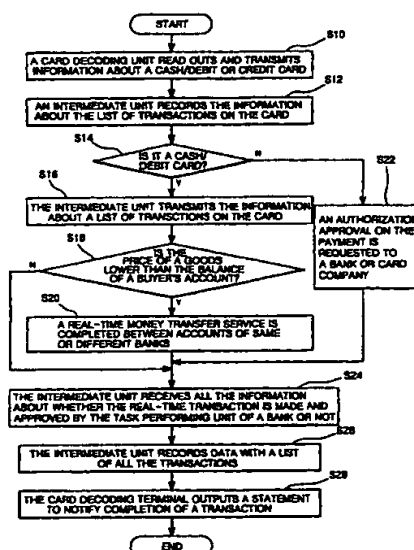 START
S10
A CARD DECODING UNIT READ OUTS AND TRANSMITS
INFORMATION ABOUT A CASH/DEBIT OR CREDIT CARD
S12
AN INTERMEDIATE UNIT RECORDS THE INFORMATION
ABOUT THE LIST OF TRANSACTIONS ON THE CARD
S14
IS IT A CASH/
DEBIT CARD?
N
Y
S16
THE INTERMEDIATE UNIT TRANSMITS THE INFORMATION
ABOUT A LIST OF TRANSCTIONS ON THE CARD
S22
AN AUTHORIZATION
APPROVAL ON THE
PAYMENT IS
REQUESTED TO
A BANK OR CARD
COMPANY
S18
IS THE
PRICE OF A GOODS
LOWER THAN THE BALANCE
OF A BUYER'S ACCOUNT?
N
Y
S20
A REAL-TIME MONEY TRANSFER SERVICE IS
COMPLETED BETWEEN ACCOUNTS OF SAME
OR DIFFERENT BANKS
S24
THE INTERMEDIATE UNIT RECEIVES ALL THE INFORMATION
ABOUT WHETHER THE REAL-TIME TRANSACTION IS MADE AND
APPROVED BY THE TASK PERFORMING UNIT OF A BANK OR NOT
S26
THE INTERMEDIATE UNIT RECORDS DATA WITH A LIST
OF ALL THE TRANSACTIONS
S28
THE CARD DECODING TERMINAL OUTPUTS A STATEMENT
TO NOTIFY COMPLETION OF A TRANSACTION
END